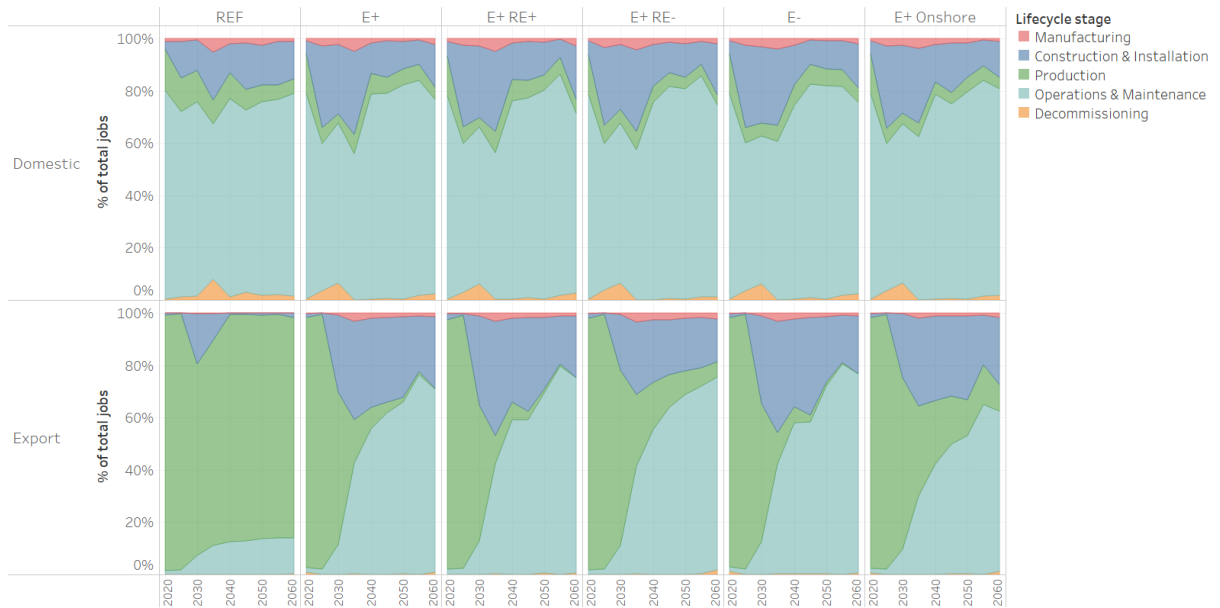 REF E+ E+ RE+ E+ RE- E- E+ Onshore
Lifecycle stage
Manufacturing
Construction & Installation
Production
Operations & Maintenance
Decommissioning
Domestic
% of total jobs
100%
80%
60%
40%
20%
0%
Export
% of total jobs
100%
80%
60%
40%
20%
0%
2020 2030 2040 2050 2060 2020 2030 2040 2050 2060 2020 2030 2040 2050 2060 2020 2030 2040 2050 2060 2020 2030 2040 2050 2060 2020 2030 2040 2050 2060